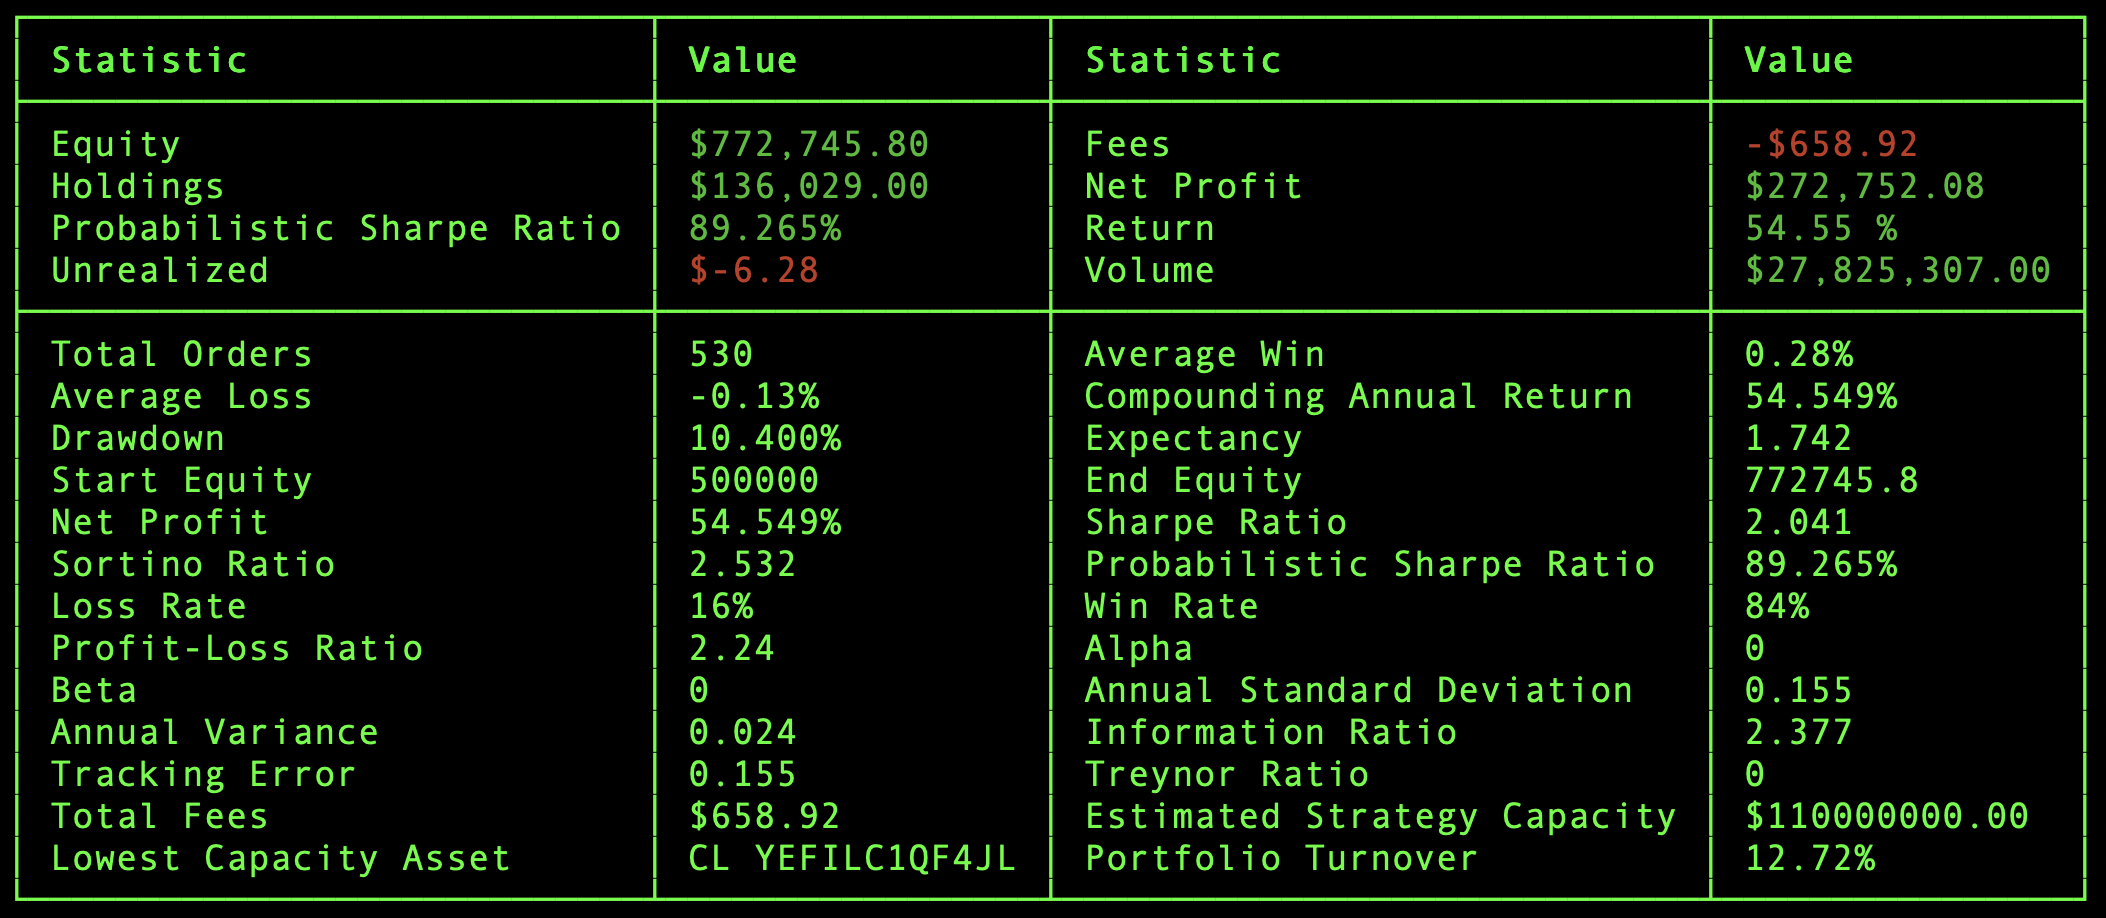 Statistic Value Statistic Value
Equity $772,745.80 Fees -$658.92
Holdings $136,029.00 Net Profit $272,752.08
Probabilistic Sharpe Ratio 89.265% Return 54.55 %
Unrealized $-6.28 Volume $27,825,307.00
Total Orders 530 Average Win 0.28%
Average Loss -0.13% Compounding Annual Return 54.549%
Drawdown 10.400% Expectancy 1.742
Start Equity 500000 End Equity 772745.8
Net Profit 54.549% Sharpe Ratio 2.041
Sortino Ratio 2.532 Probabilistic Sharpe Ratio 89.265%
Loss Rate 16% Win Rate 84%
Profit-Loss Ratio 2.24 Alpha 0
Beta 0 Annual Standard Deviation 0.155
Annual Variance 0.024 Information Ratio 2.377
Tracking Error 0.155 Treynor Ratio 0
Total Fees $658.92 Estimated Strategy Capacity $110000000.00
Lowest Capacity Asset CL YEFILC1QF4JL Portfolio Turnover 12.72%